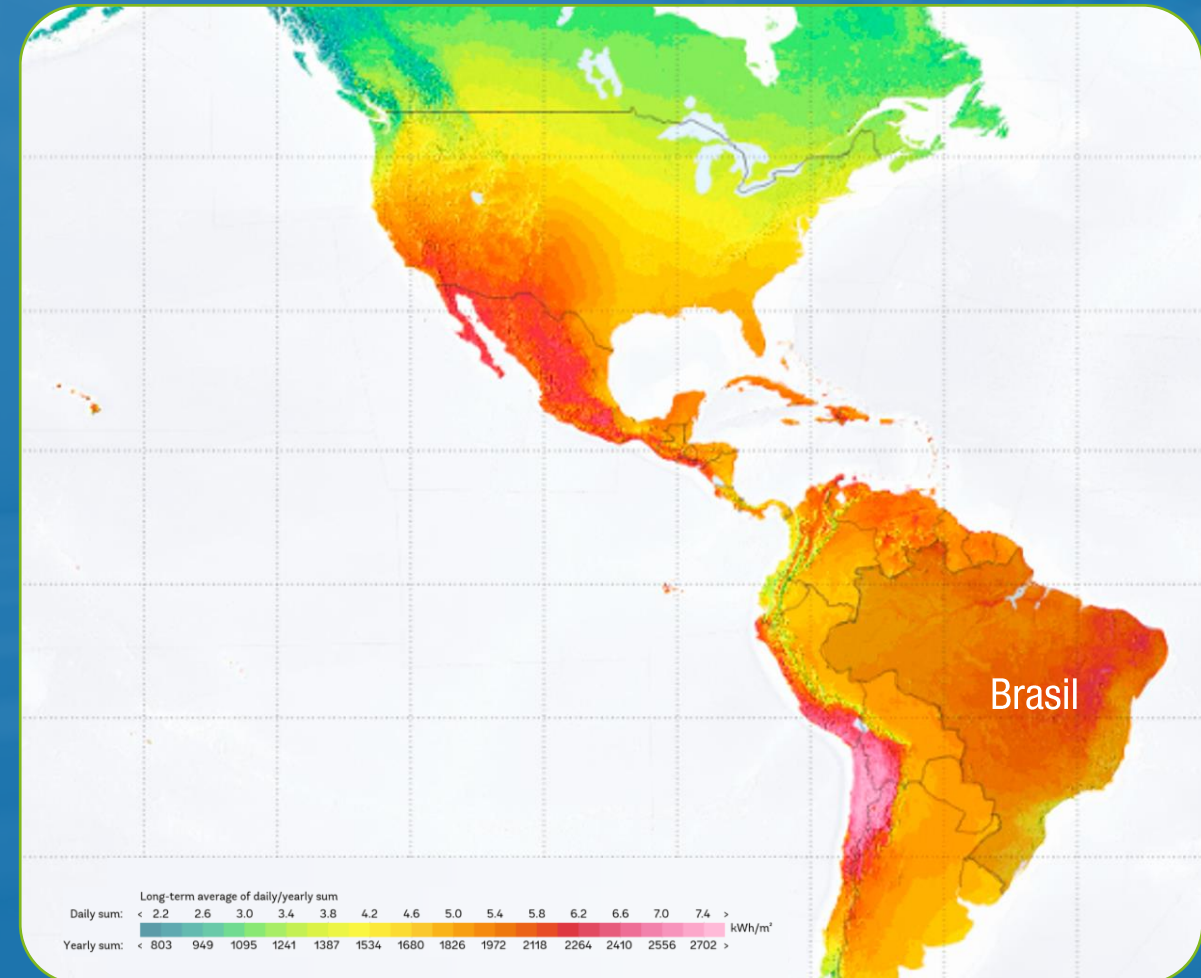 Brasil
Long-term average of daily/yearly sum
Daily sum: < 2.2 2.6 3.0 3.4 3.8 4.2 4.6 5.0 5.4 5.8 6.2 6.6 7.0 7.4 >
kWh/m²
Yearly sum: < 803 949 1095 1241 1387 1534 1680 1826 1972 2118 2264 2410 2556 2702 >